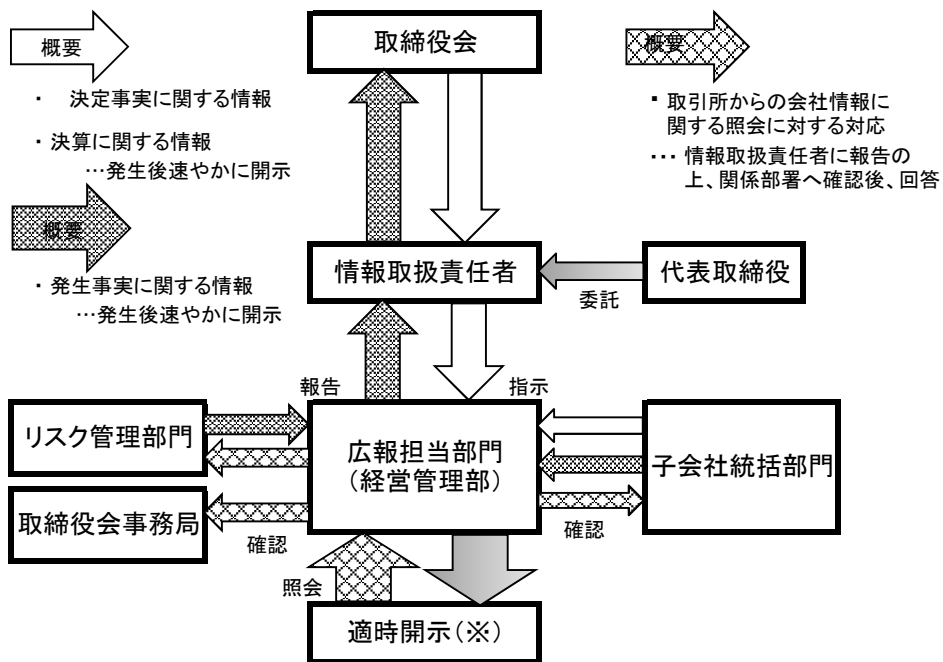 概要
取締役会
概要
・ 決定事実に関する情報
・ 決算に関する情報
…発生後速やかに開示
・ 取引所からの会社情報に
関する照会に対する対応
… 情報取扱責任者に報告の
上、関係部署へ確認後、回答
概要
・ 発生事実に関する情報
…発生後速やかに開示
情報取扱責任者
代表取締役
委託
報告
指示
リスク管理部門
広報担当部門
(経営管理部)
子会社統括部門
取締役会事務局
確認
確認
照会
適時開示(※)